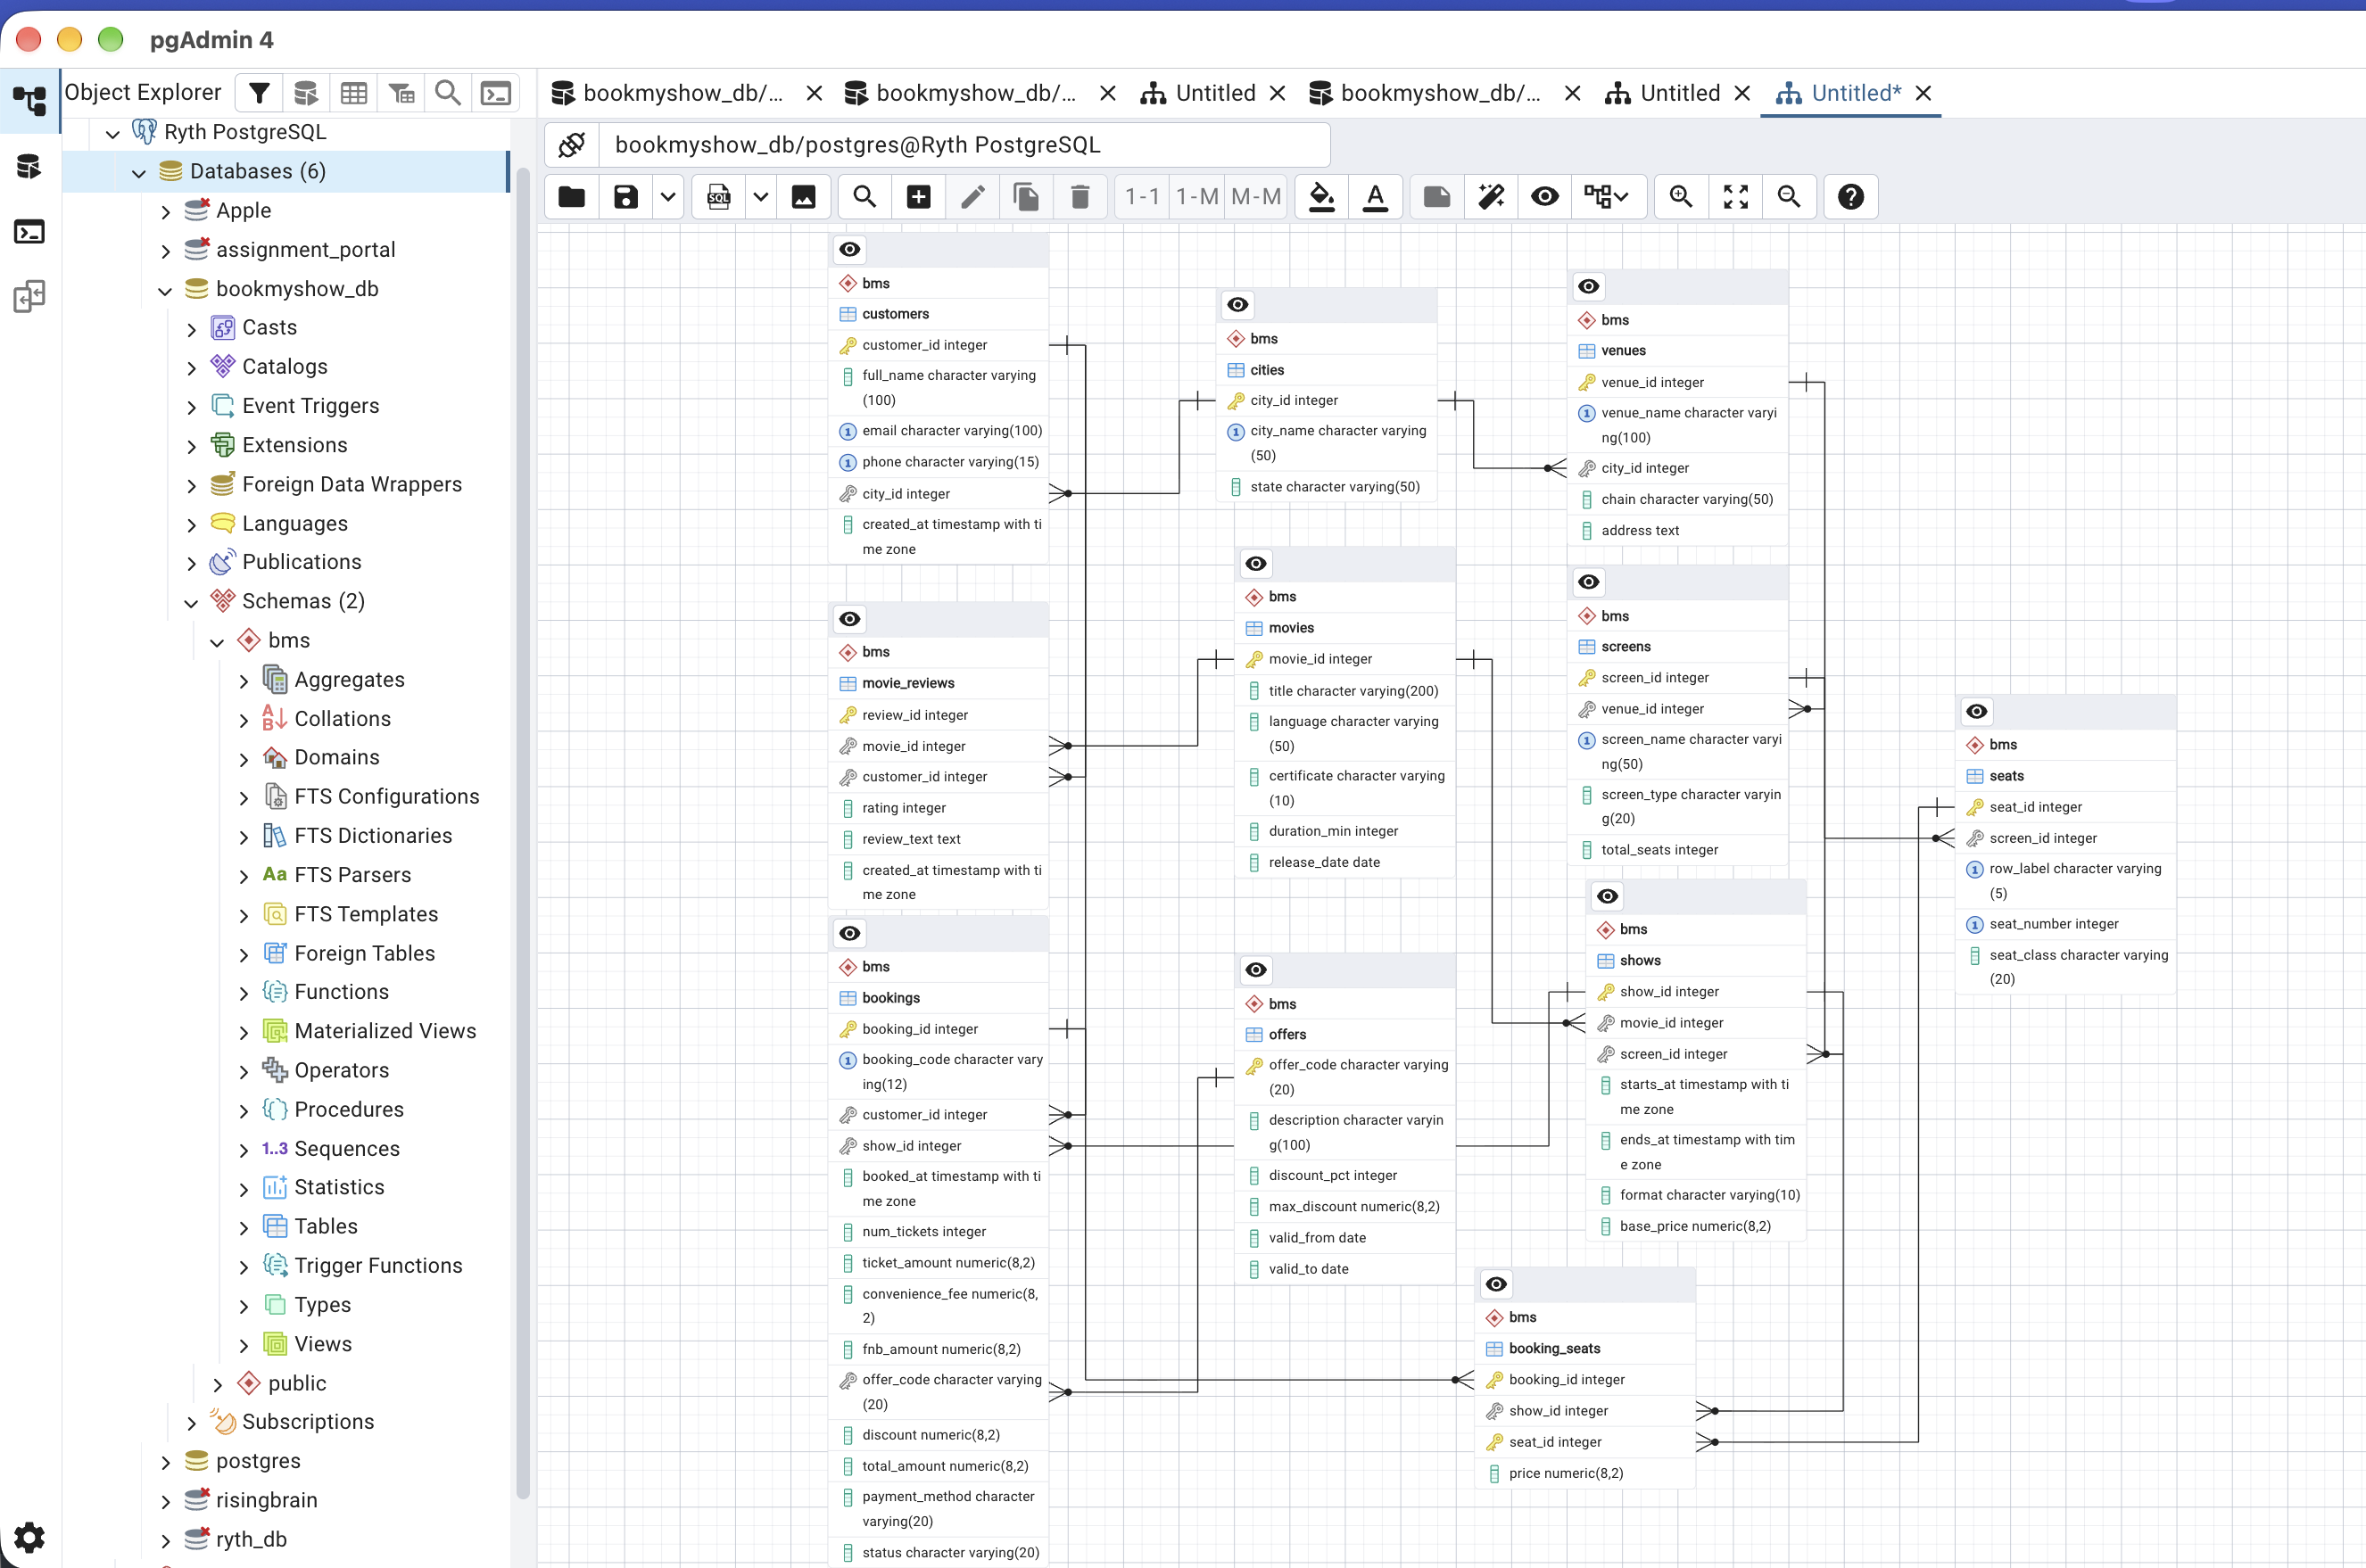 pgAdmin 4
Object Explorer
Ryth PostgreSQL
Databases (6)
Apple
assignment_portal
bookmyshow_db
Casts
Catalogs
Event Triggers
Extensions
Foreign Data Wrappers
Languages
Publications
Schemas (2)
bms
Aggregates
Collations
Domains
FTS Configurations
FTS Dictionaries
Aa FTS Parsers
FTS Templates
Foreign Tables
Functions
Materialized Views
Operators
Procedures
1..3 Sequences
Statistics
Tables
Trigger Functions
Types
Views
public
Subscriptions
postgres
risingbrain
ryth_db
bookmyshow_db/...
bookmyshow_db/...
Untitled
bookmyshow_db/...
Untitled
Untitled*
bookmyshow_db/postgres@Ryth PostgreSQL
SQL
1-1
1-M
M-M
A
bms
customers
customer_id integer
full_name character varying
(100)
email character varying(100)
phone character varying(15)
city_id integer
created_at timestamp with ti
me zone
bms
movie_reviews
review_id integer
movie_id integer
customer_id integer
rating integer
review_text text
created_at timestamp with ti
me zone
bms
bookings
booking_id integer
booking_code character vary
ing(12)
customer_id integer
show_id integer
booked_at timestamp with ti
me zone
num_tickets integer
ticket_amount numeric(8,2)
convenience_fee numeric(8,
2)
fnb_amount numeric(8,2)
offer_code character varying
(20)
discount numeric(8,2)
total_amount numeric(8,2)
payment_method character
varying(20)
status character varying(20)
bms
cities
city_id integer
city_name character varying
(50)
state character varying(50)
bms
movies
movie_id integer
title character varying(200)
language character varying
(50)
certificate character varying
(10)
duration_min integer
release_date date
bms
offers
offer_code character varying
(20)
description character varyin
g(100)
discount_pct integer
max_discount numeric(8,2)
valid_from date
valid_to date
bms
venues
venue_id integer
venue_name character varyi
ng(100)
city_id integer
chain character varying(50)
address text
bms
screens
screen_id integer
venue_id integer
screen_name character varyi
ng(50)
screen_type character varyin
g(20)
total_seats integer
bms
shows
show_id integer
movie_id integer
screen_id integer
starts_at timestamp with ti
me zone
ends_at timestamp with tim
e zone
format character varying(10)
base_price numeric(8,2)
bms
booking_seats
booking_id integer
show_id integer
seat_id integer
price numeric(8,2)
bms
seats
seat_id integer
screen_id integer
row_label character varying
(5)
seat_number integer
seat_class character varying
(20)